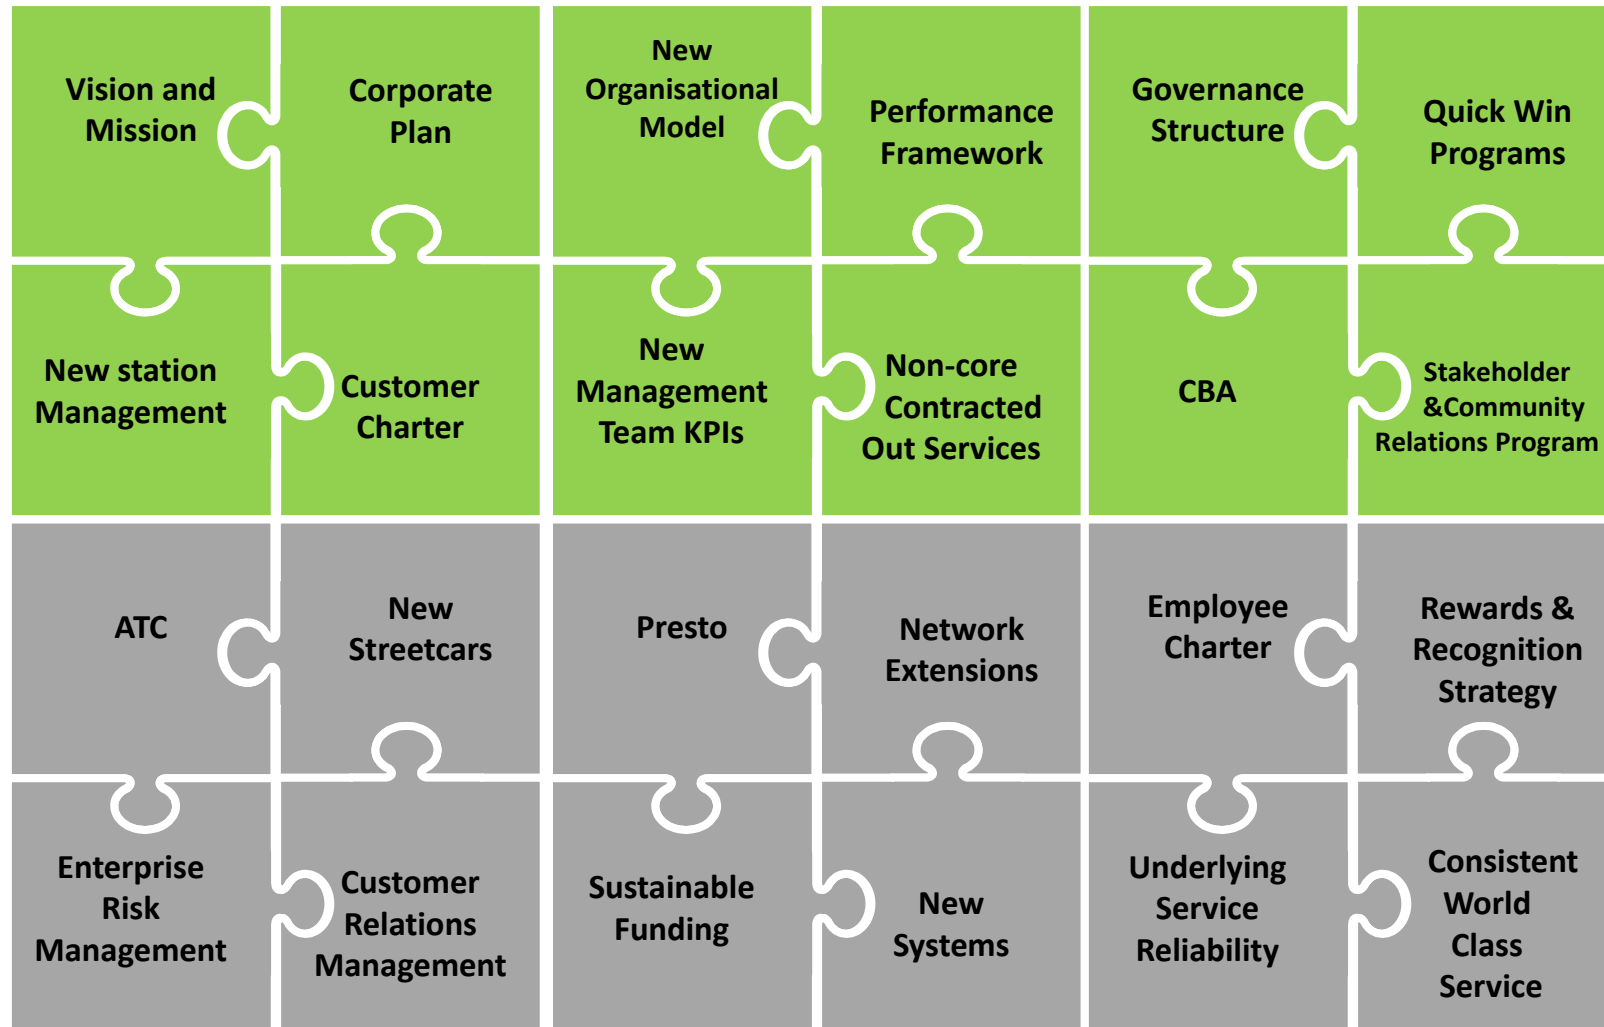 Vision and
Mission
Corporate
Plan
New
Organisational
Model
Performance
Framework
Governance
Structure
Quick Win
Programs
New station
Management
Customer
Charter
New
Management
Team KPIs
Non-core
Contracted
Out Services
CBA
Stakeholder
&Community
Relations Program
ATC
New
Streetcars
Presto
Network
Extensions
Employee
Charter
Rewards &
Recognition
Strategy
Enterprise
Risk
Management
Customer
Relations
Management
Sustainable
Funding
New
Systems
Underlying
Service
Reliability
Consistent
World
Class
Service